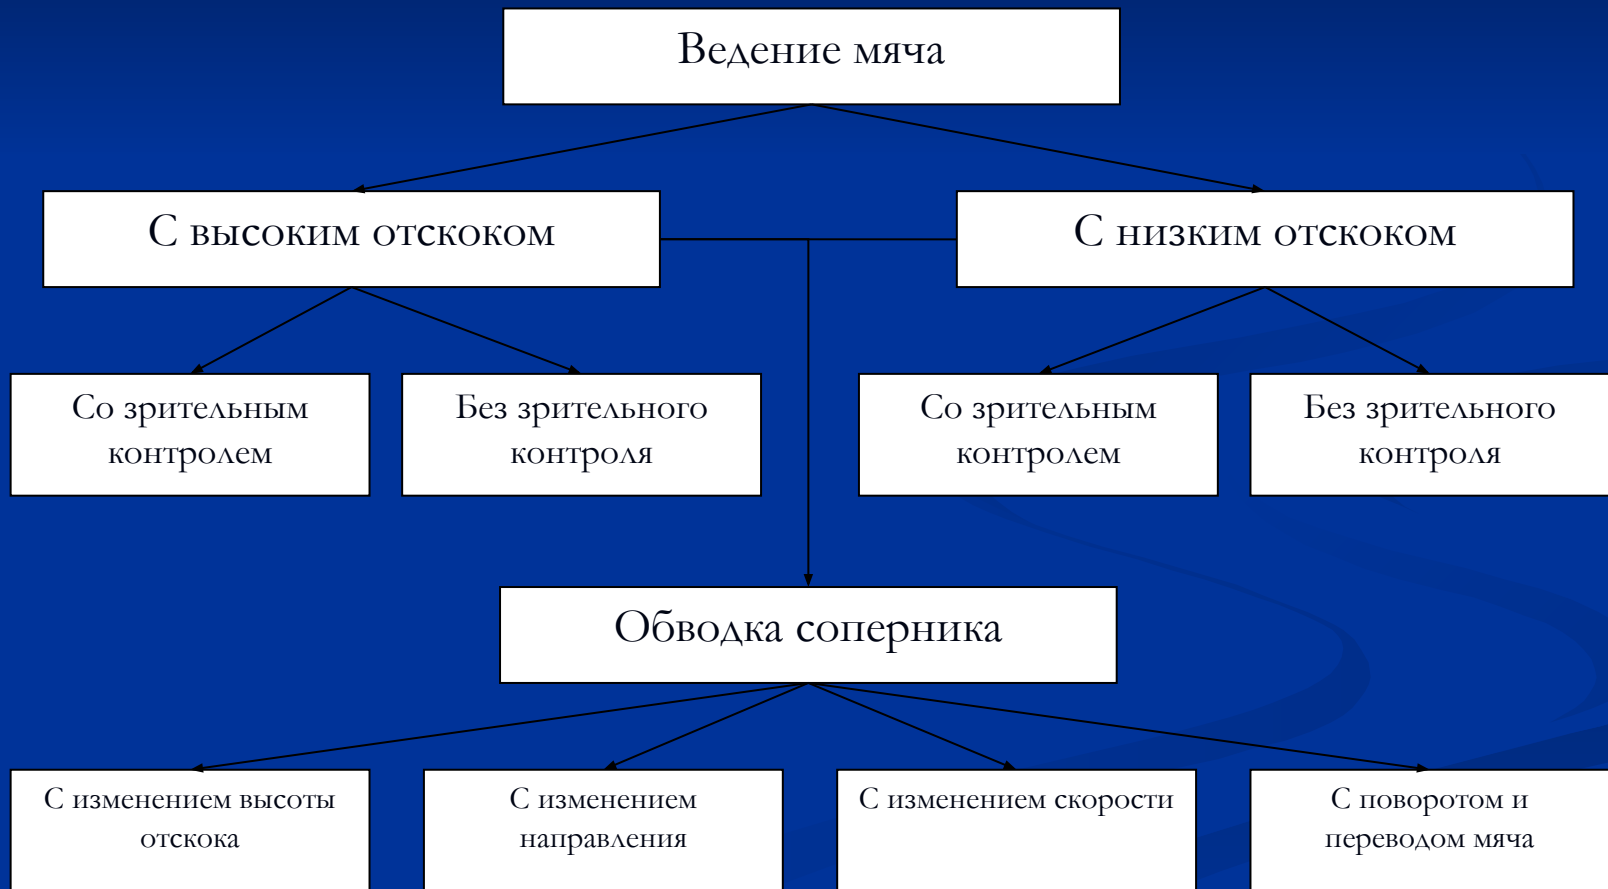 Ведение мяча
С высоким отскоком
С низким отскоком
Со зрительным
контролем
Без зрительного
контроля
Со зрительным
контролем
Без зрительного
контроля
Обводка соперника
С изменением высоты
отскока
С изменением
направления
С изменением скорости
С поворотом и
переводом мяча